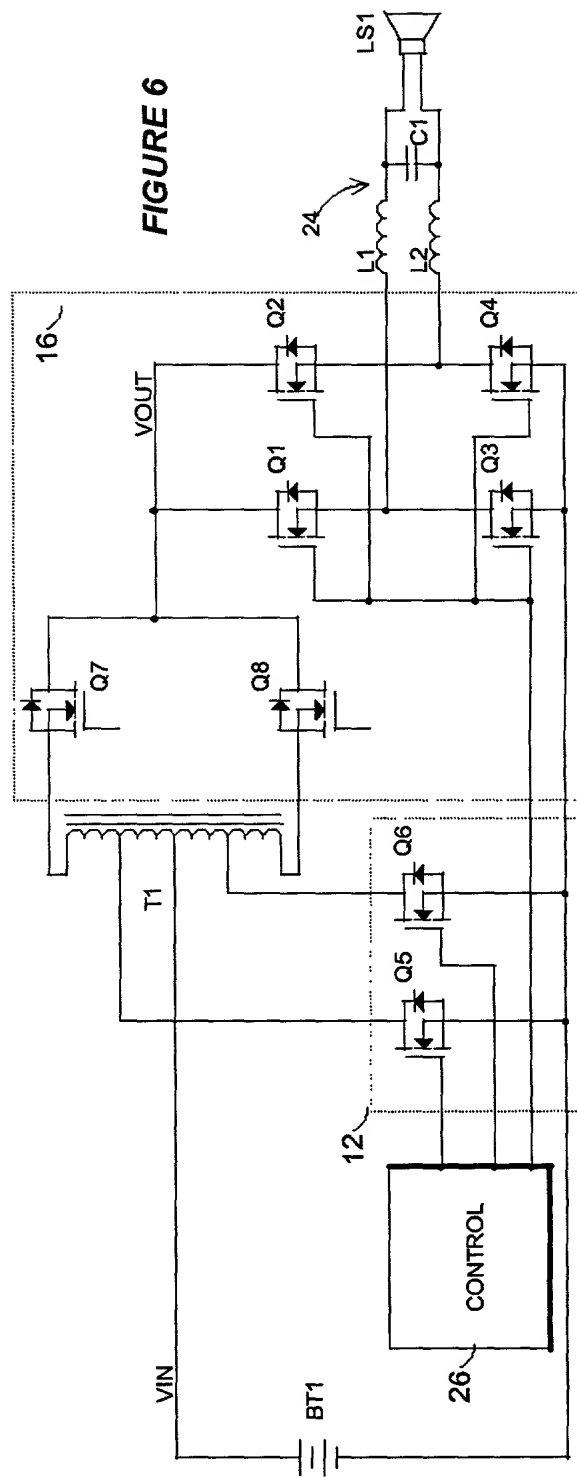 FIGURE 6
16
VOUT
Q7
Q8
Q1
Q2
Q3
Q4
24
L1
L2
C1
LS1
T1
12
Q5
Q6
VIN
BT1
CONTROL
26